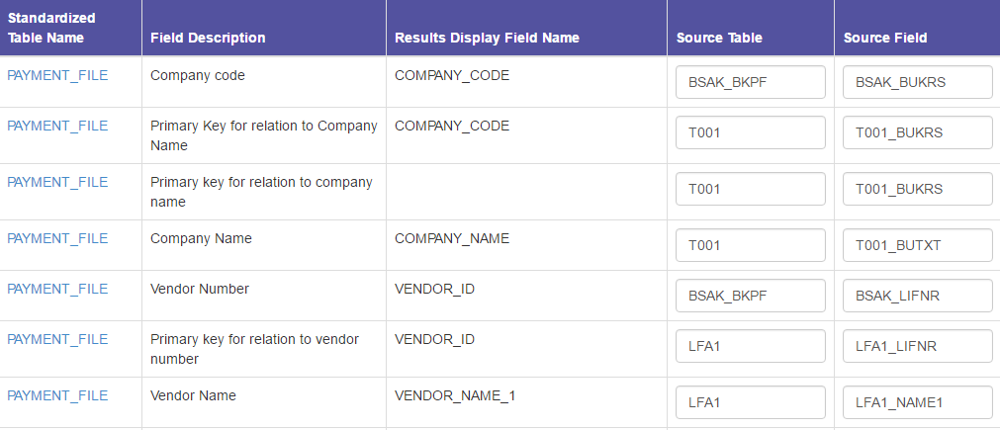 Standardized
Table Name Field Description Results Display Field Name Source Table Source Field
PAYMENT_FILE Company code COMPANY_CODE BSAK_BKPF BSAK_BUKRS
PAYMENT_FILE Primary Key for relation to Company COMPANY_CODE T001 T001_BUKRS
Name
PAYMENT_FILE Primary key for relation to company T001 T001_BUKRS
name
PAYMENT_FILE Company Name COMPANY_NAME T001 T001_BUTXT
PAYMENT_FILE Vendor Number VENDOR_ID BSAK_BKPF BSAK_LIFNR
PAYMENT_FILE Primary key for relation to vendor VENDOR_ID LFA1 LFA1_LIFNR
number
PAYMENT_FILE Vendor Name VENDOR_NAME_1 LFA1 LFA1_NAME1